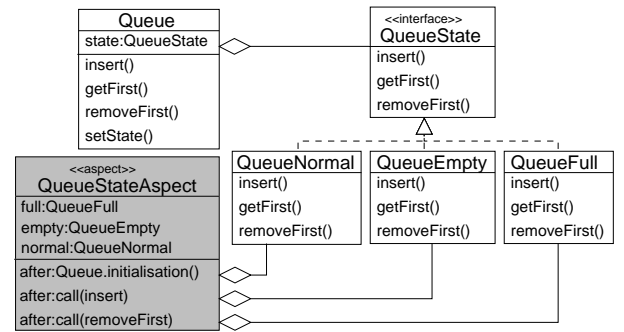 Queue
state:QueueState
insert()
getFirst()
removeFirst()
setState()
<<interface>>
QueueState
insert()
getFirst()
removeFirst()
<<aspect>>
QueueStateAspect
full:QueueFull
empty:QueueEmpty
normal:QueueNormal
after:Queue.initialisation()
after:call(insert)
after:call(removeFirst)
QueueNormal
insert()
getFirst()
removeFirst()
QueueEmpty
insert()
getFirst()
removeFirst()
QueueFull
insert()
getFirst()
removeFirst()